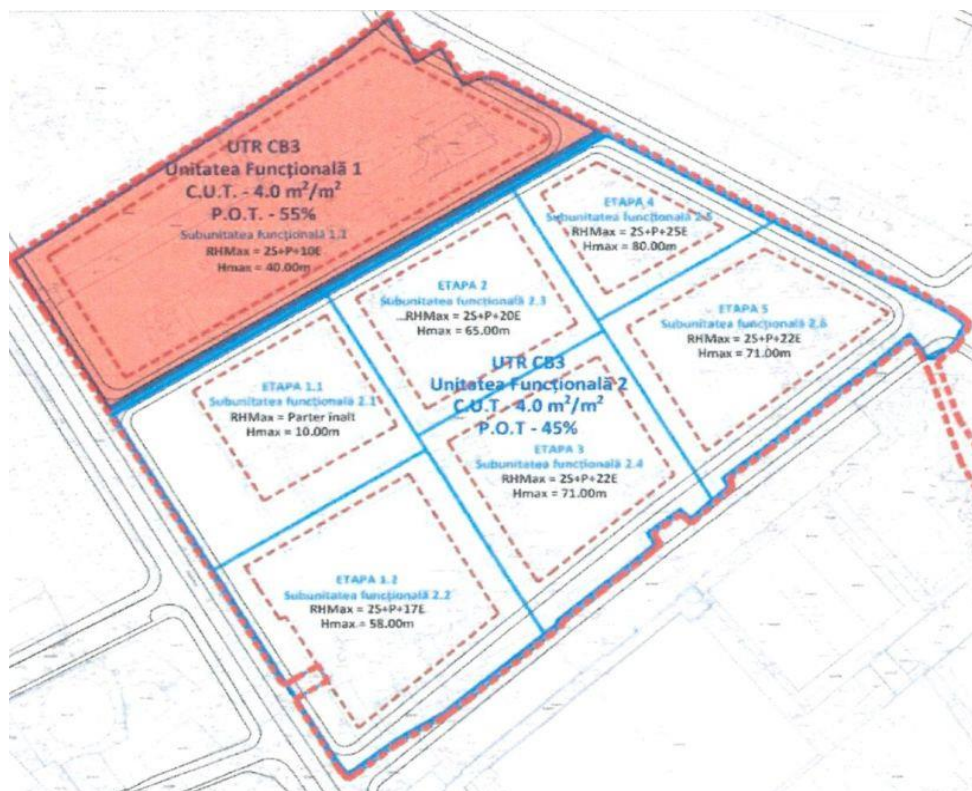 UTR CB3
Unitatea Funcțională 1
C.U.T. - 4.0 m²/m²
P.O.T. - 55%
Subunitatea funcțională 1.1
RHMax = 2S+P+10E
Hmax = 40.00m
ETAPA 4
Subunitatea funcțională 2.5
RHMax = 2S+P+25E
Hmax = 80.00m
ETAPA 2
Subunitatea funcțională 2.3
RHMax = 2S+P+20E
Hmax = 65.00m
ETAPA 5
Subunitatea funcțională 2.6
RHMax = 2S+P+22E
Hmax = 71.00m
UTR CB3
Unitatea Funcțională 2
C.U.T. - 4.0 m²/m²
P.O.T - 45%
ETAPA 1.1
Subunitatea funcțională 2.1
RHMax = Parter inalt
Hmax = 10.00m
ETAPA 3
Subunitatea funcțională 2.4
RHMax = 2S+P+22E
Hmax = 71.00m
ETAPA 1.2
Subunitatea funcțională 2.2
RHMax = 2S+P+17E
Hmax = 58.00m